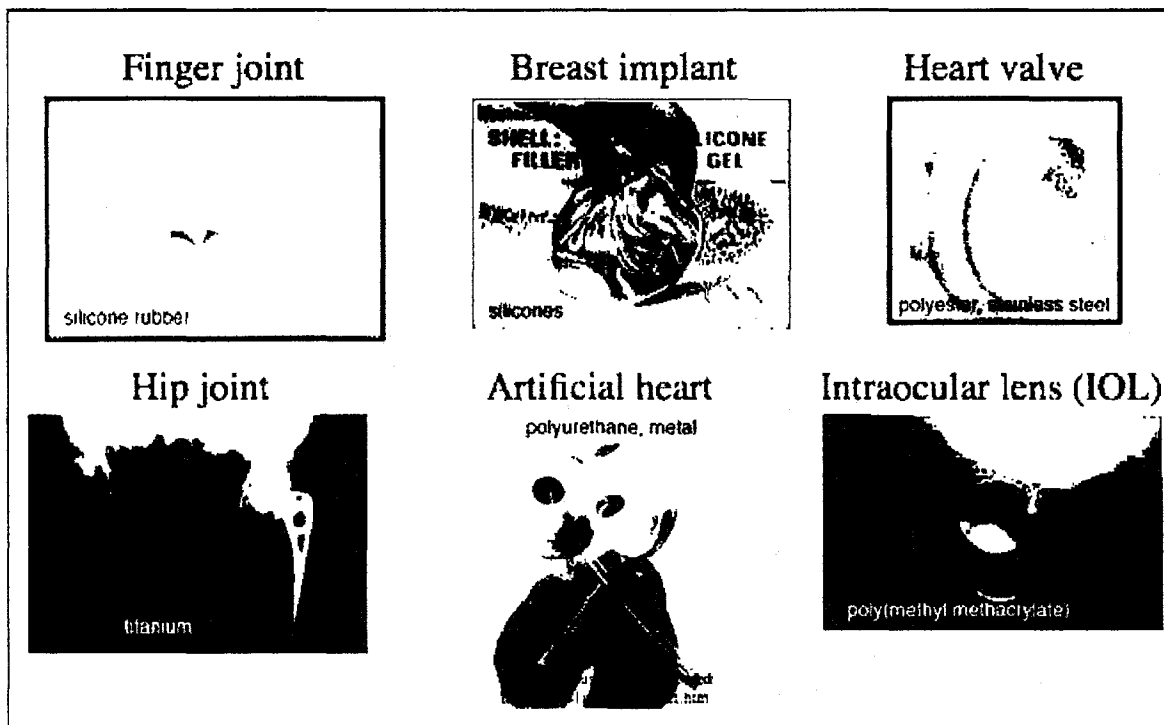 Finger joint
Breast implant
Heart valve
SHELL: LICONE
FILLER GEL
silicone rubber
silicones
polyester, stainless steel
Hip joint
Artificial heart
Intraocular lens (IOL)
polyurethane, metal
titanium
poly(methyl methacrylate)